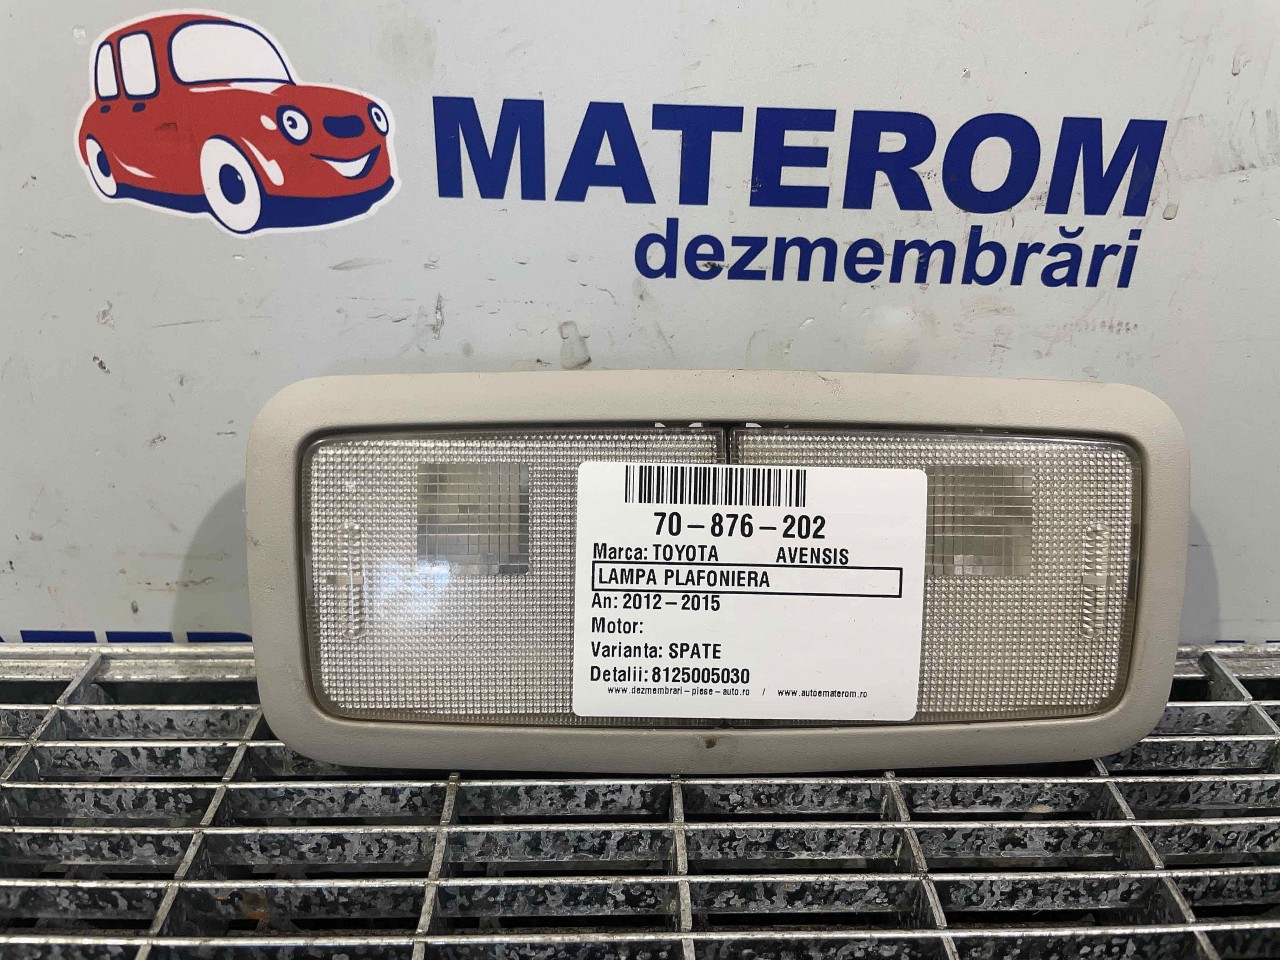 MATEROM
dezmembrări
70-876-202
Marca: TOYOTA AVENSIS
LAMPA PLAFONIERA
An: 2012-2015
Motor:
Varianta: SPATE
Detalii: 8125005030
www.dezmembrari-piese-auto.ro / www.autoematerom.ro